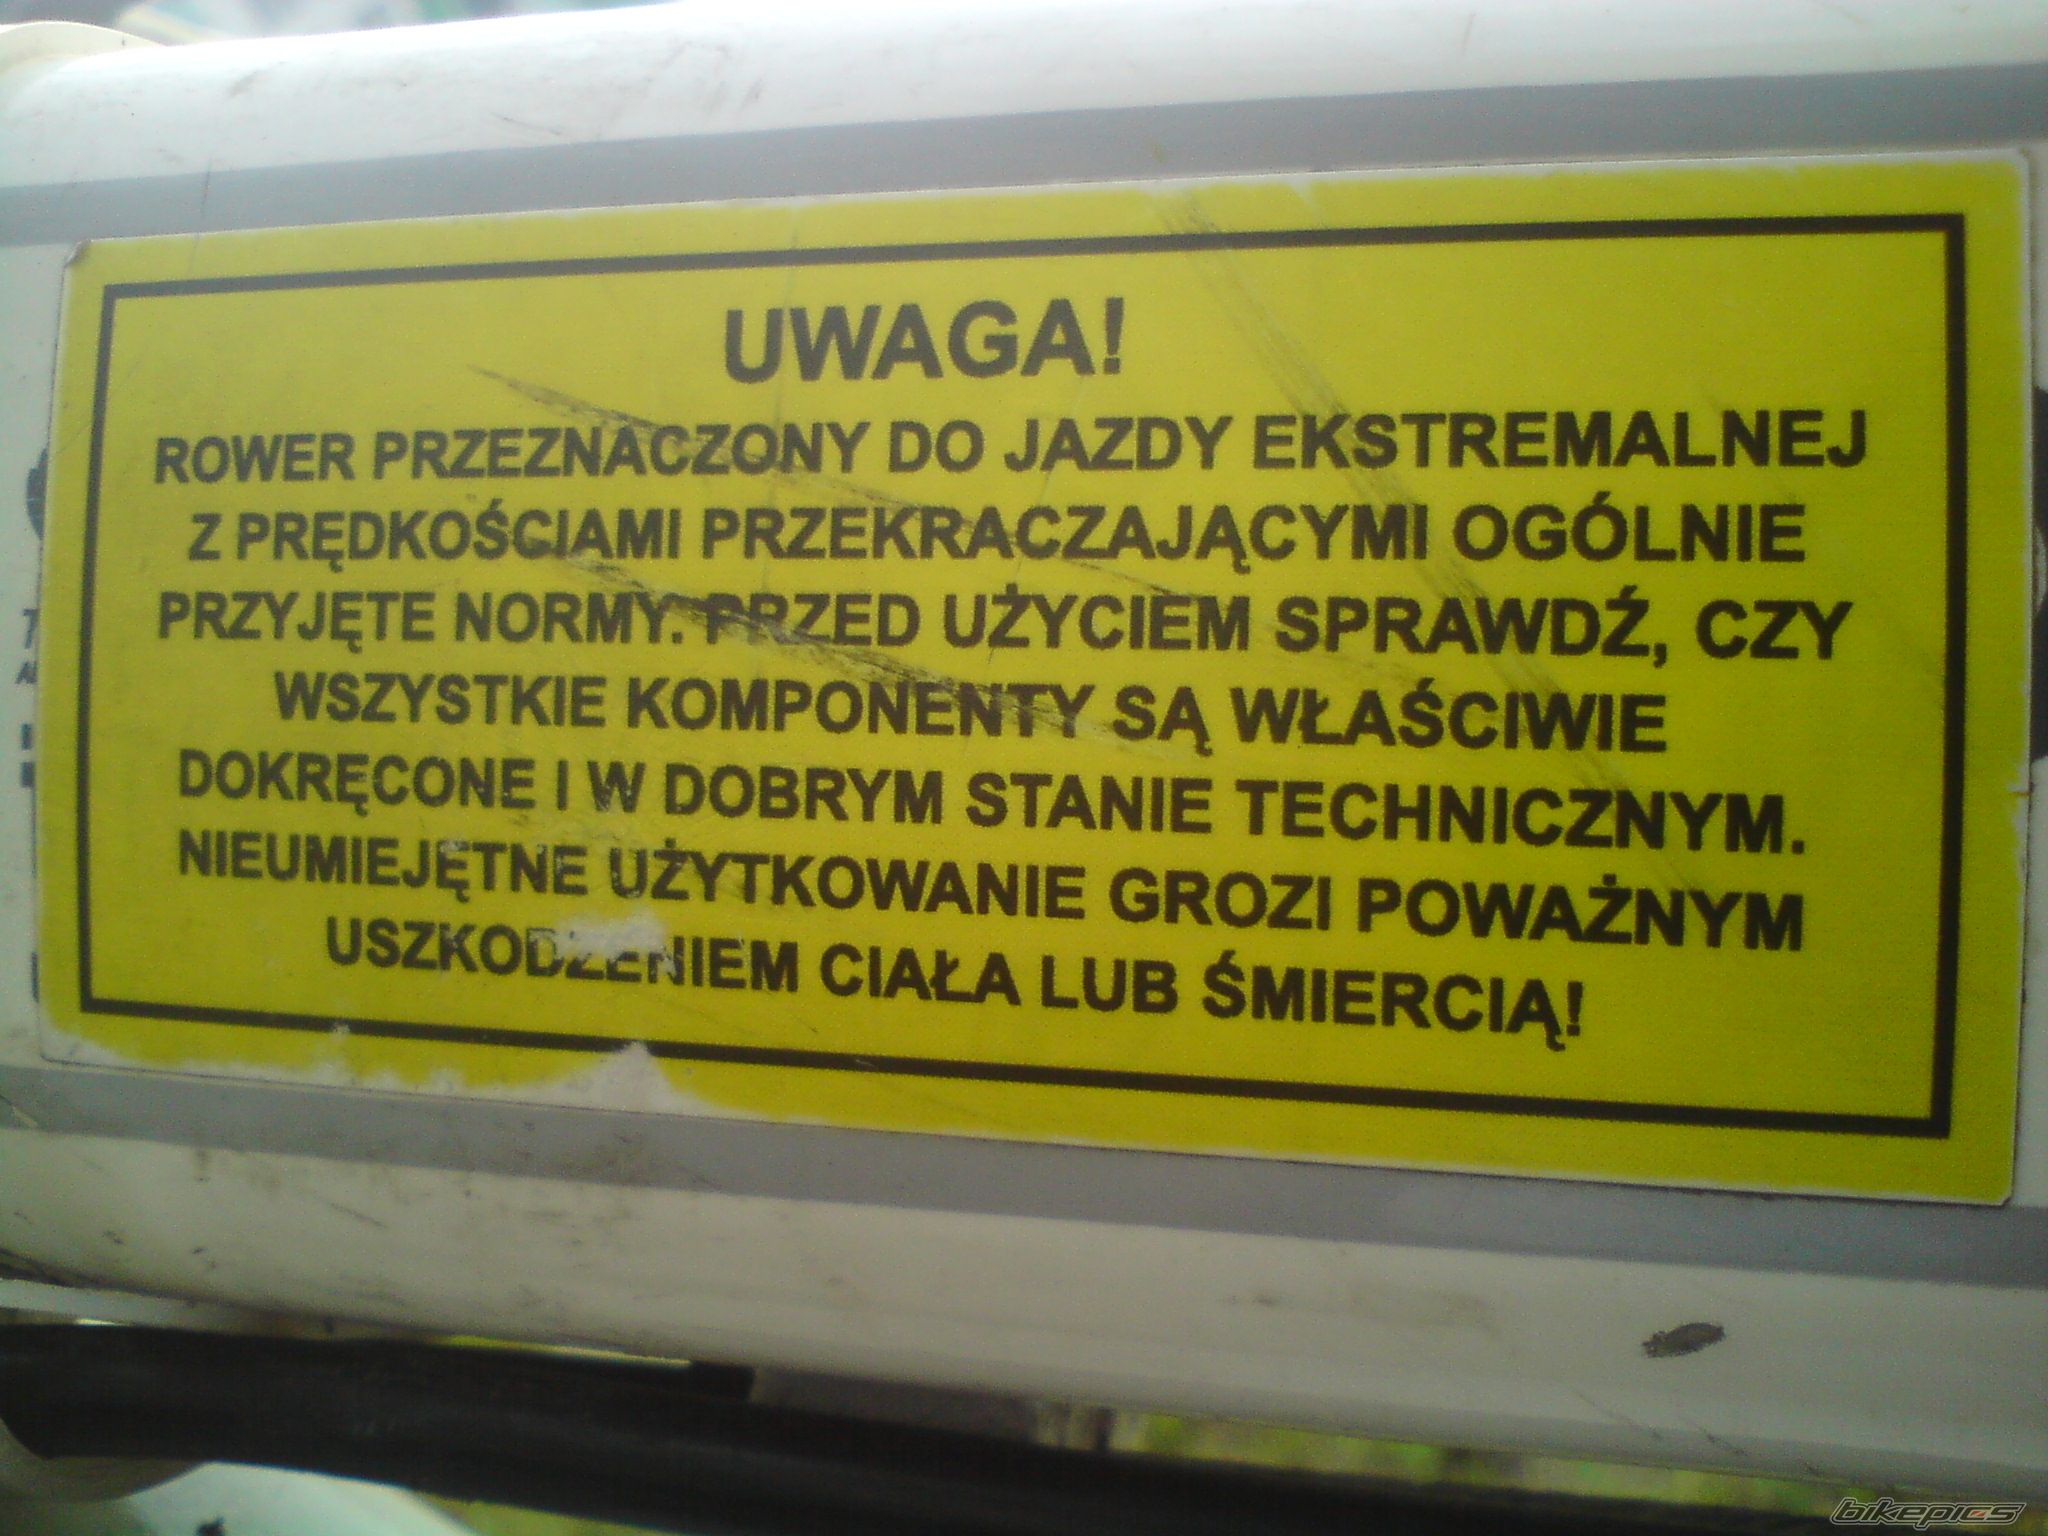 UWAGA!
ROWER PRZEZNACZONY DO JAZDY EKSTREMALNEJ
Z PRĘDKOŚCIAMI PRZEKRACZAJĄCYMI OGÓLNIE
PRZYJĘTE NORMY. PRZED UŻYCIEM SPRAWDŹ, CZY
WSZYSTKIE KOMPONENTY SĄ WŁAŚCIWIE
DOKRĘCONE I W DOBRYM STANIE TECHNICZNYM.
NIEUMIEJĘTNE UŻYTKOWANIE GROZI POWAŻNYM
USZKODZENIEM CIAŁA LUB ŚMIERCIĄ!
bikepics